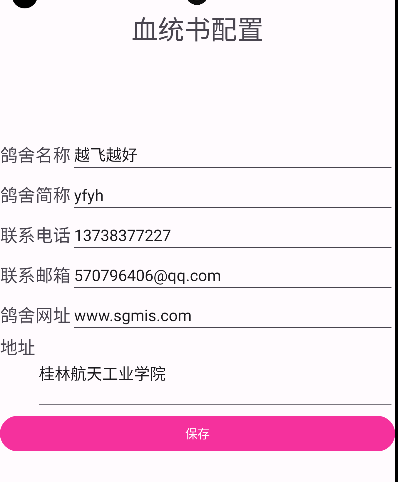 血统书配置
鸽舍名称 越飞越好
鸽舍简称 yfyh
联系电话 13738377227
联系邮箱 570796406@qq.com
鸽舍网址 www.sgmis.com
地址
桂林航天工业学院
保存